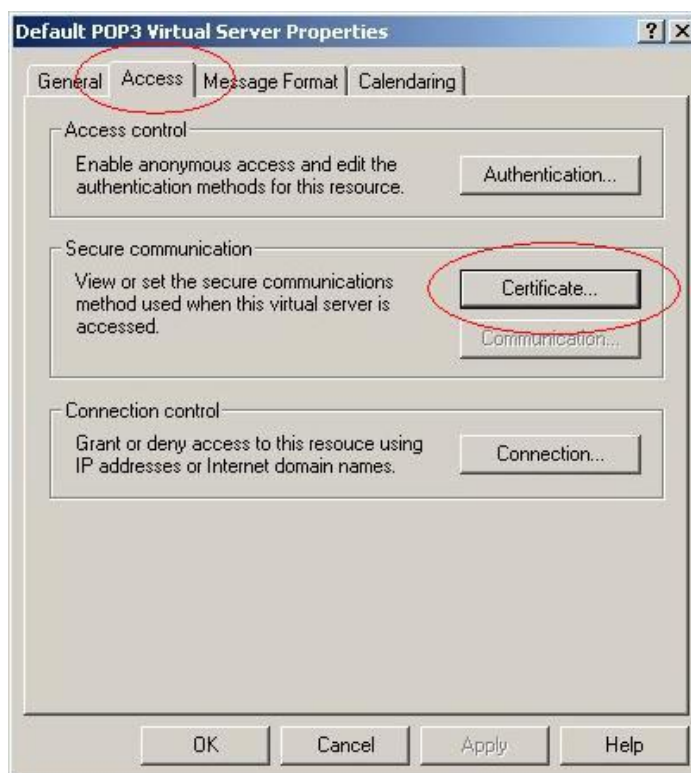 Default POP3 Virtual Server Properties
General Access Message Format Calendaring
Access control
Enable anonymous access and edit the
authentication methods for this resource.
Authentication...
Secure communication
View or set the secure communications
method used when this virtual server is
accessed.
Certificate...
Communication...
Connection control
Grant or deny access to this resouce using
IP addresses or Internet domain names.
Connection...
OK Cancel Apply Help